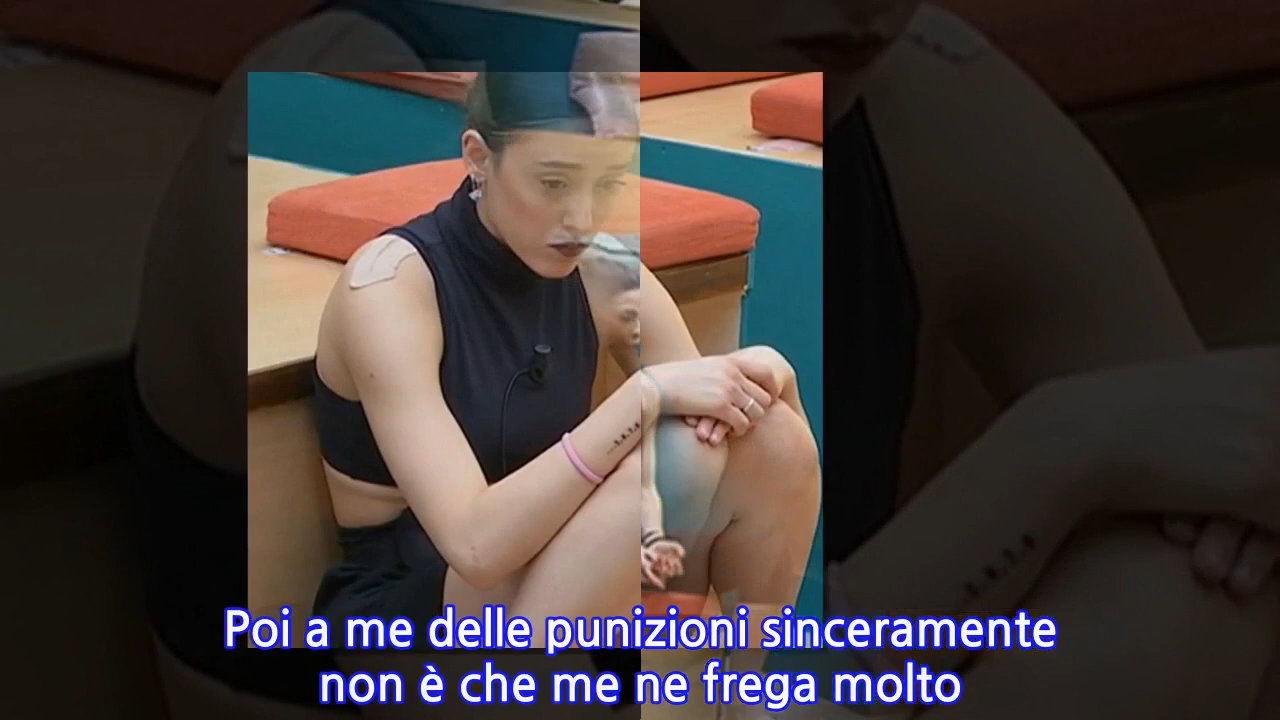 Poi a me delle punizioni sinceramente
non è che me ne frega molto